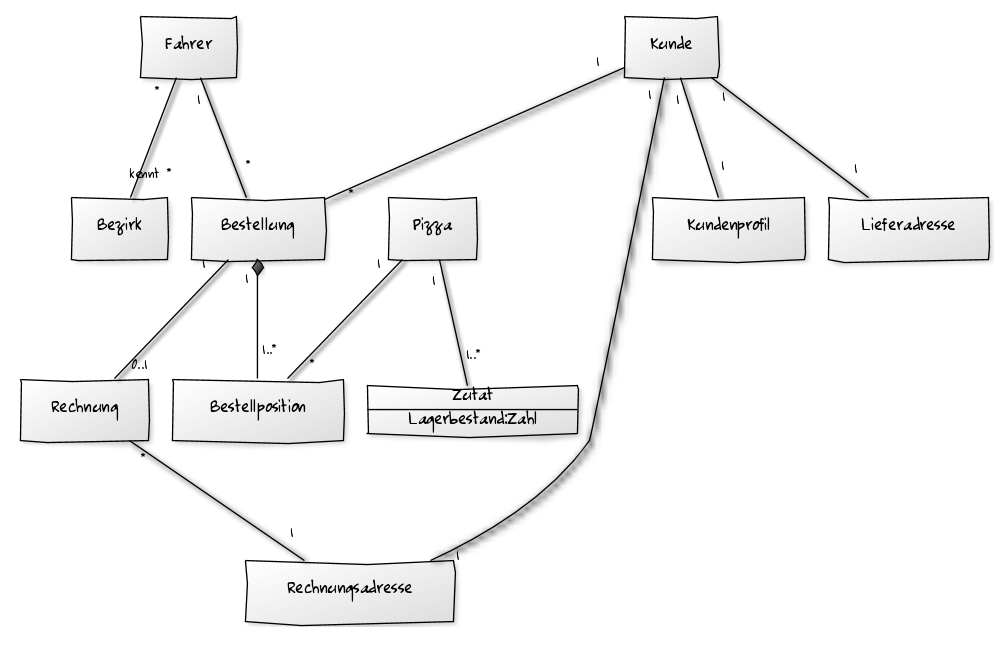 Fahrer
Kunde
1
*
1
1
1
1
kennt *
*
*
1
1
Bezirk
Bestellung
Pizza
Kundenprofil
Lieferadresse
1
1
1
1
0..1
1..*
*
1..*
Rechnung
Bestellposition
Zutat
Lagerbestand:Zahl
*
1
1
Rechnungsadresse